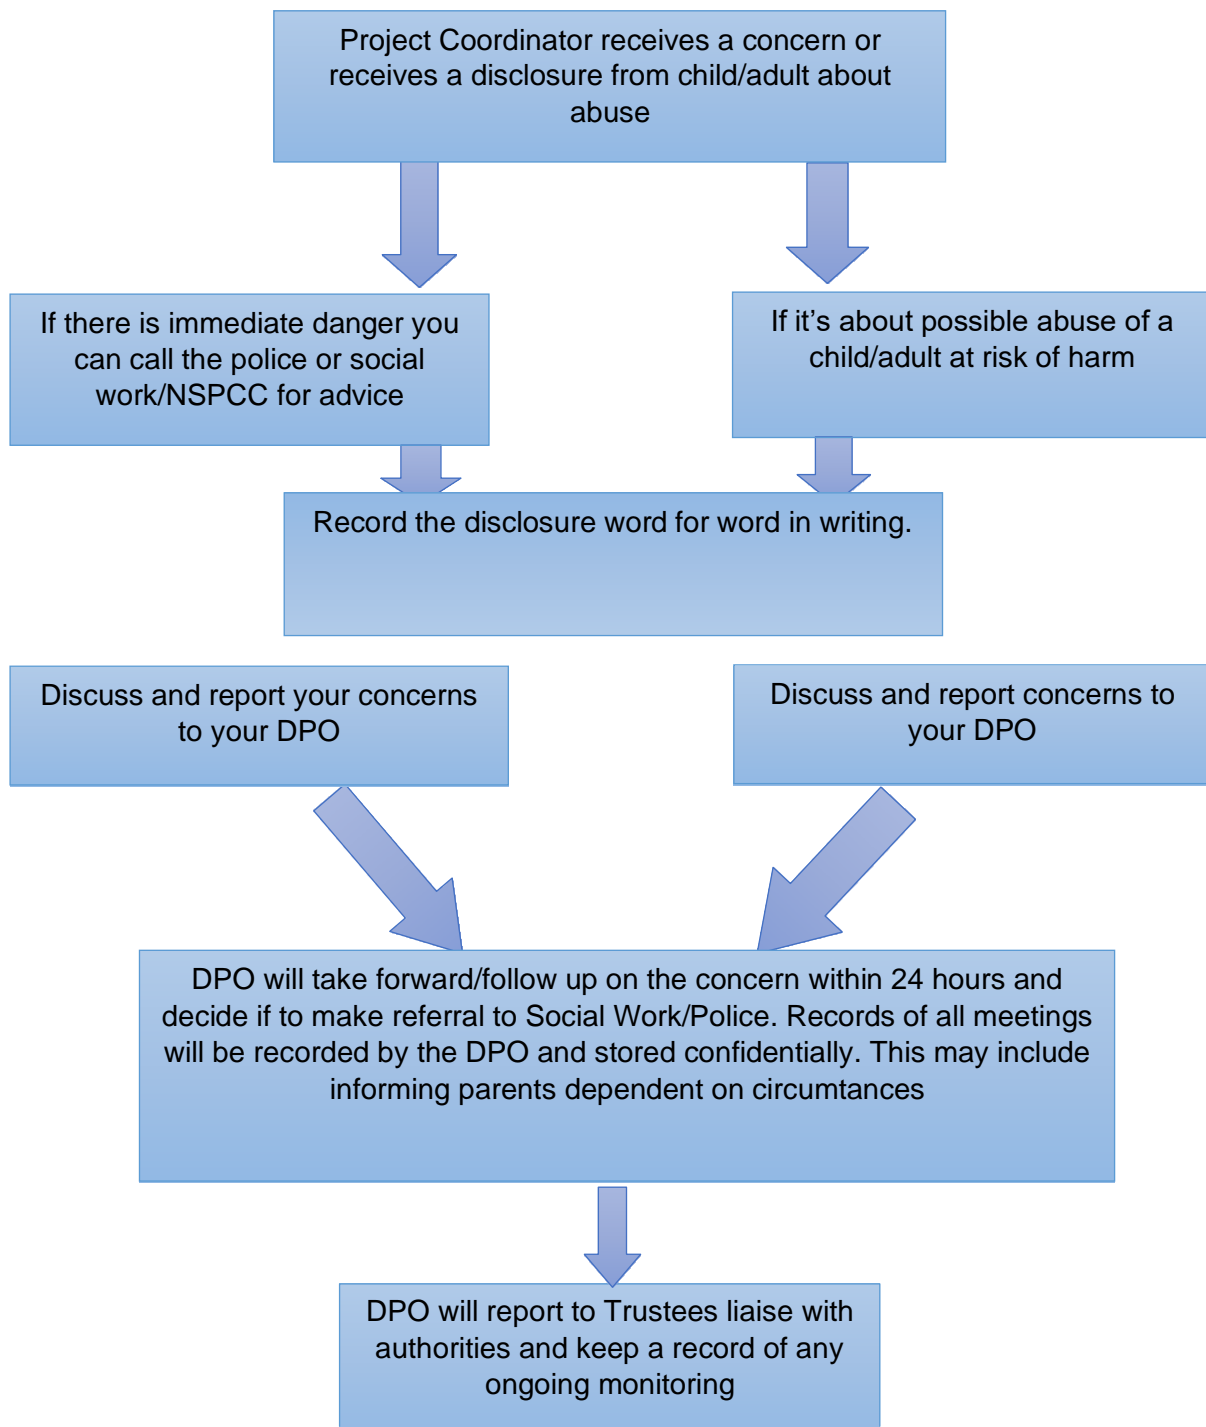 Project Coordinator receives a concern or
receives a disclosure from child/adult about
abuse
If there is immediate danger you
can call the police or social
work/NSPCC for advice
If it’s about possible abuse of a
child/adult at risk of harm
Record the disclosure word for word in writing.
Discuss and report your concerns
to your DPO
Discuss and report concerns to
your DPO
DPO will take forward/follow up on the concern within 24 hours and
decide if to make referral to Social Work/Police. Records of all meetings
will be recorded by the DPO and stored confidentially. This may include
informing parents dependent on circumtances
DPO will report to Trustees liaise with
authorities and keep a record of any
ongoing monitoring